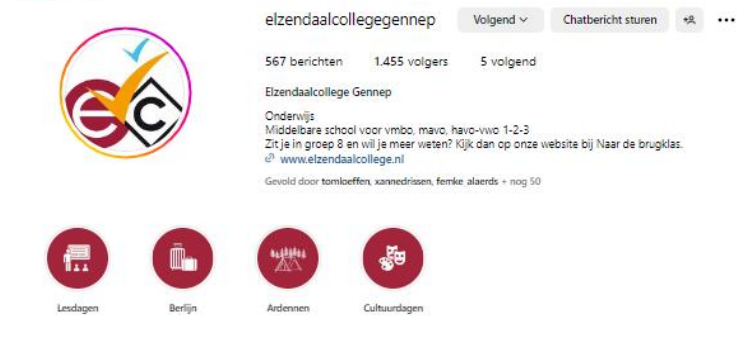 elzendaalcollegegennep Volgend Chatbericht sturen
567 berichten 1.455 volgers 5 volgend
Elzendaalcollege Gennep
Onderwijs
Middelbare school voor vmbo, mavo, havo-vwo 1-2-3
Zit je in groep 8 en wil je meer weten? Kijk dan op onze website bij Naar de brugklas.
www.elzendaalcollege.nl
Gevolgd door tomloeffen, xannedrissen, femke alaerds + nog 50
ec
Lesdagen Berlijn Ardennen Cultuurdagen